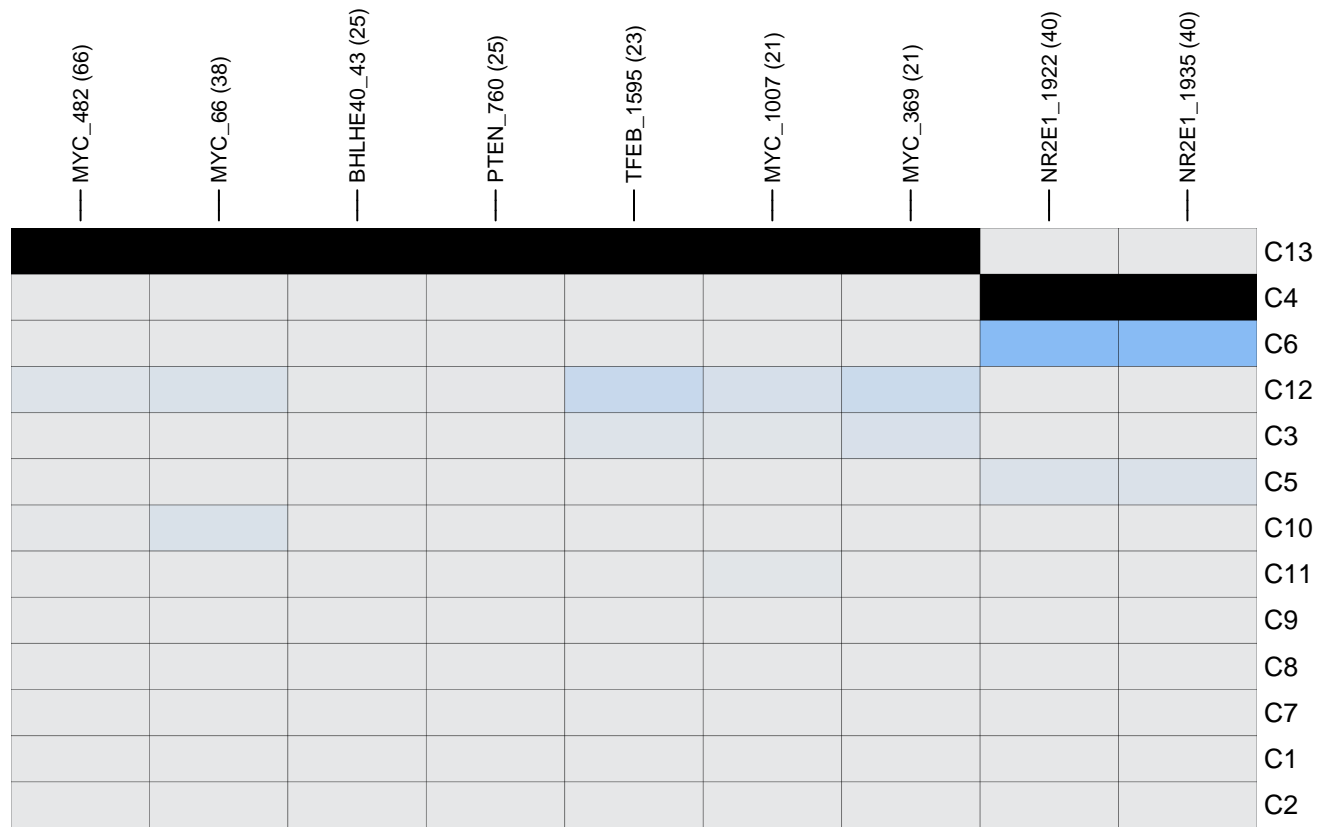 MYC_482 (66)
MYC_66 (38)
BHLHE40_43 (25)
PTEN_760 (25)
TFEB_1595 (23)
MYC_1007 (21)
MYC_369 (21)
NR2E1_1922 (40)
NR2E1_1935 (40)
C13
C4
C6
C12
C3
C5
C10
C11
C9
C8
C7
C1
C2